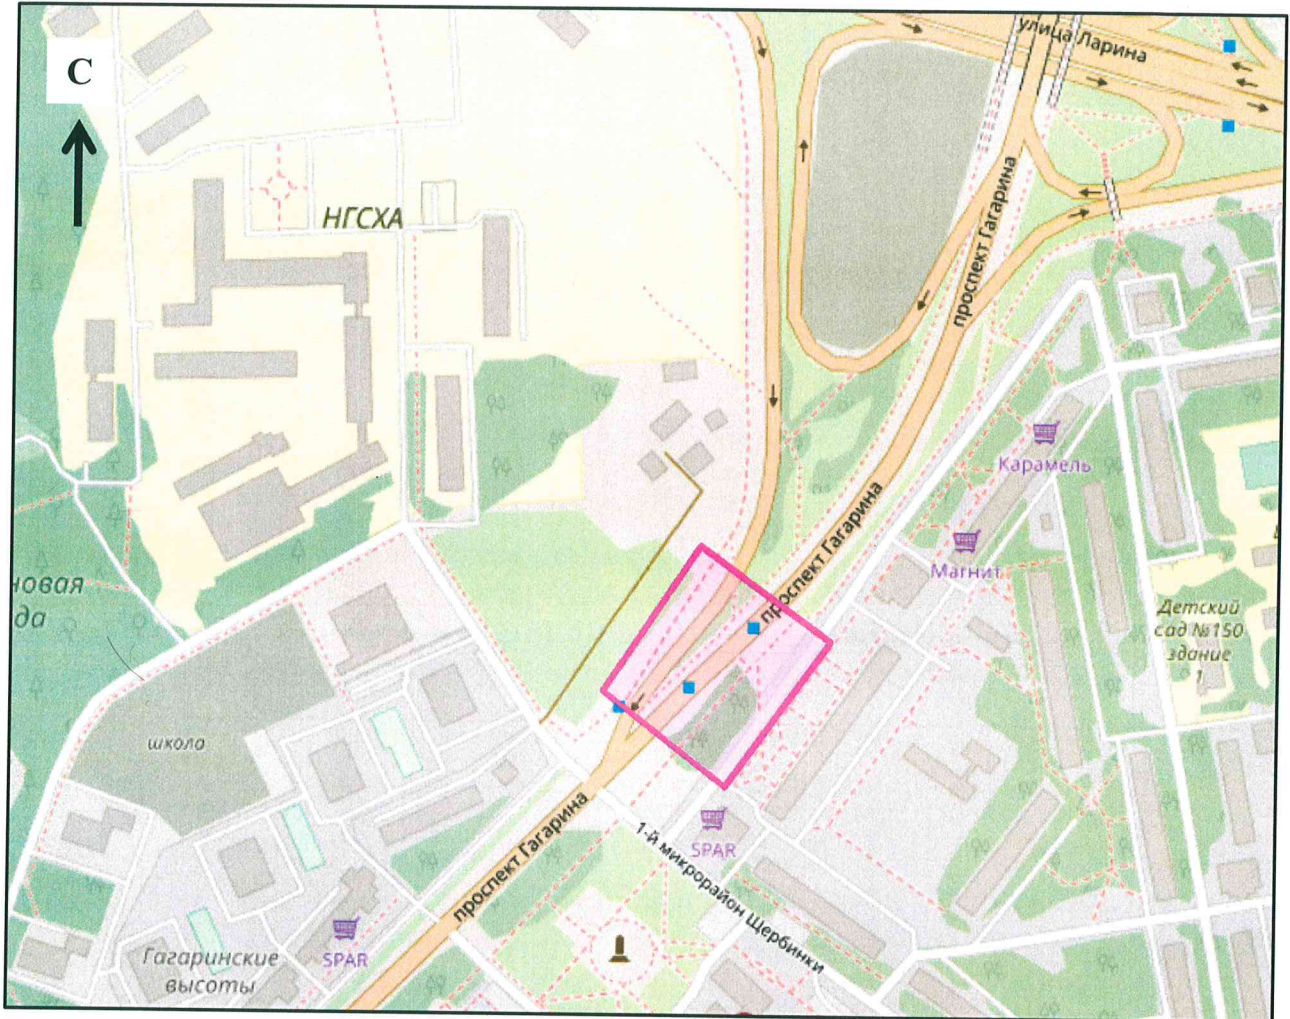 С
улица Ларина
НГСХА
проспект Гагарина
Карамель
проспект Гагарина
Магнит
новая
да
Детский
сад №150
здание
1
школа
проспект Гагарина
SPAR
1-й микрорайон Щербинки
Гагаринские
высоты
SPAR